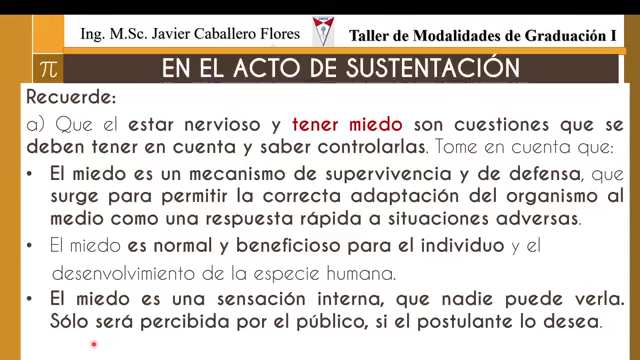 Ing. M.Sc. Javier Caballero Flores
Taller de Modalidades de Graduación I
π
EN EL ACTO DE SUSTENTACIÓN
Recuerde:
a) Que el estar nervioso y tener miedo son cuestiones que se
deben tener en cuenta y saber controlarlas. Tome en cuenta que:
• El miedo es un mecanismo de supervivencia y de defensa, que
surge para permitir la correcta adaptación del organismo al
medio como una respuesta rápida a situaciones adversas.
• El miedo es normal y beneficioso para el individuo y el
desenvolvimiento de la especie humana.
• El miedo es una sensación interna, que nadie puede verla.
Sólo será percibida por el público, si el postulante lo desea.